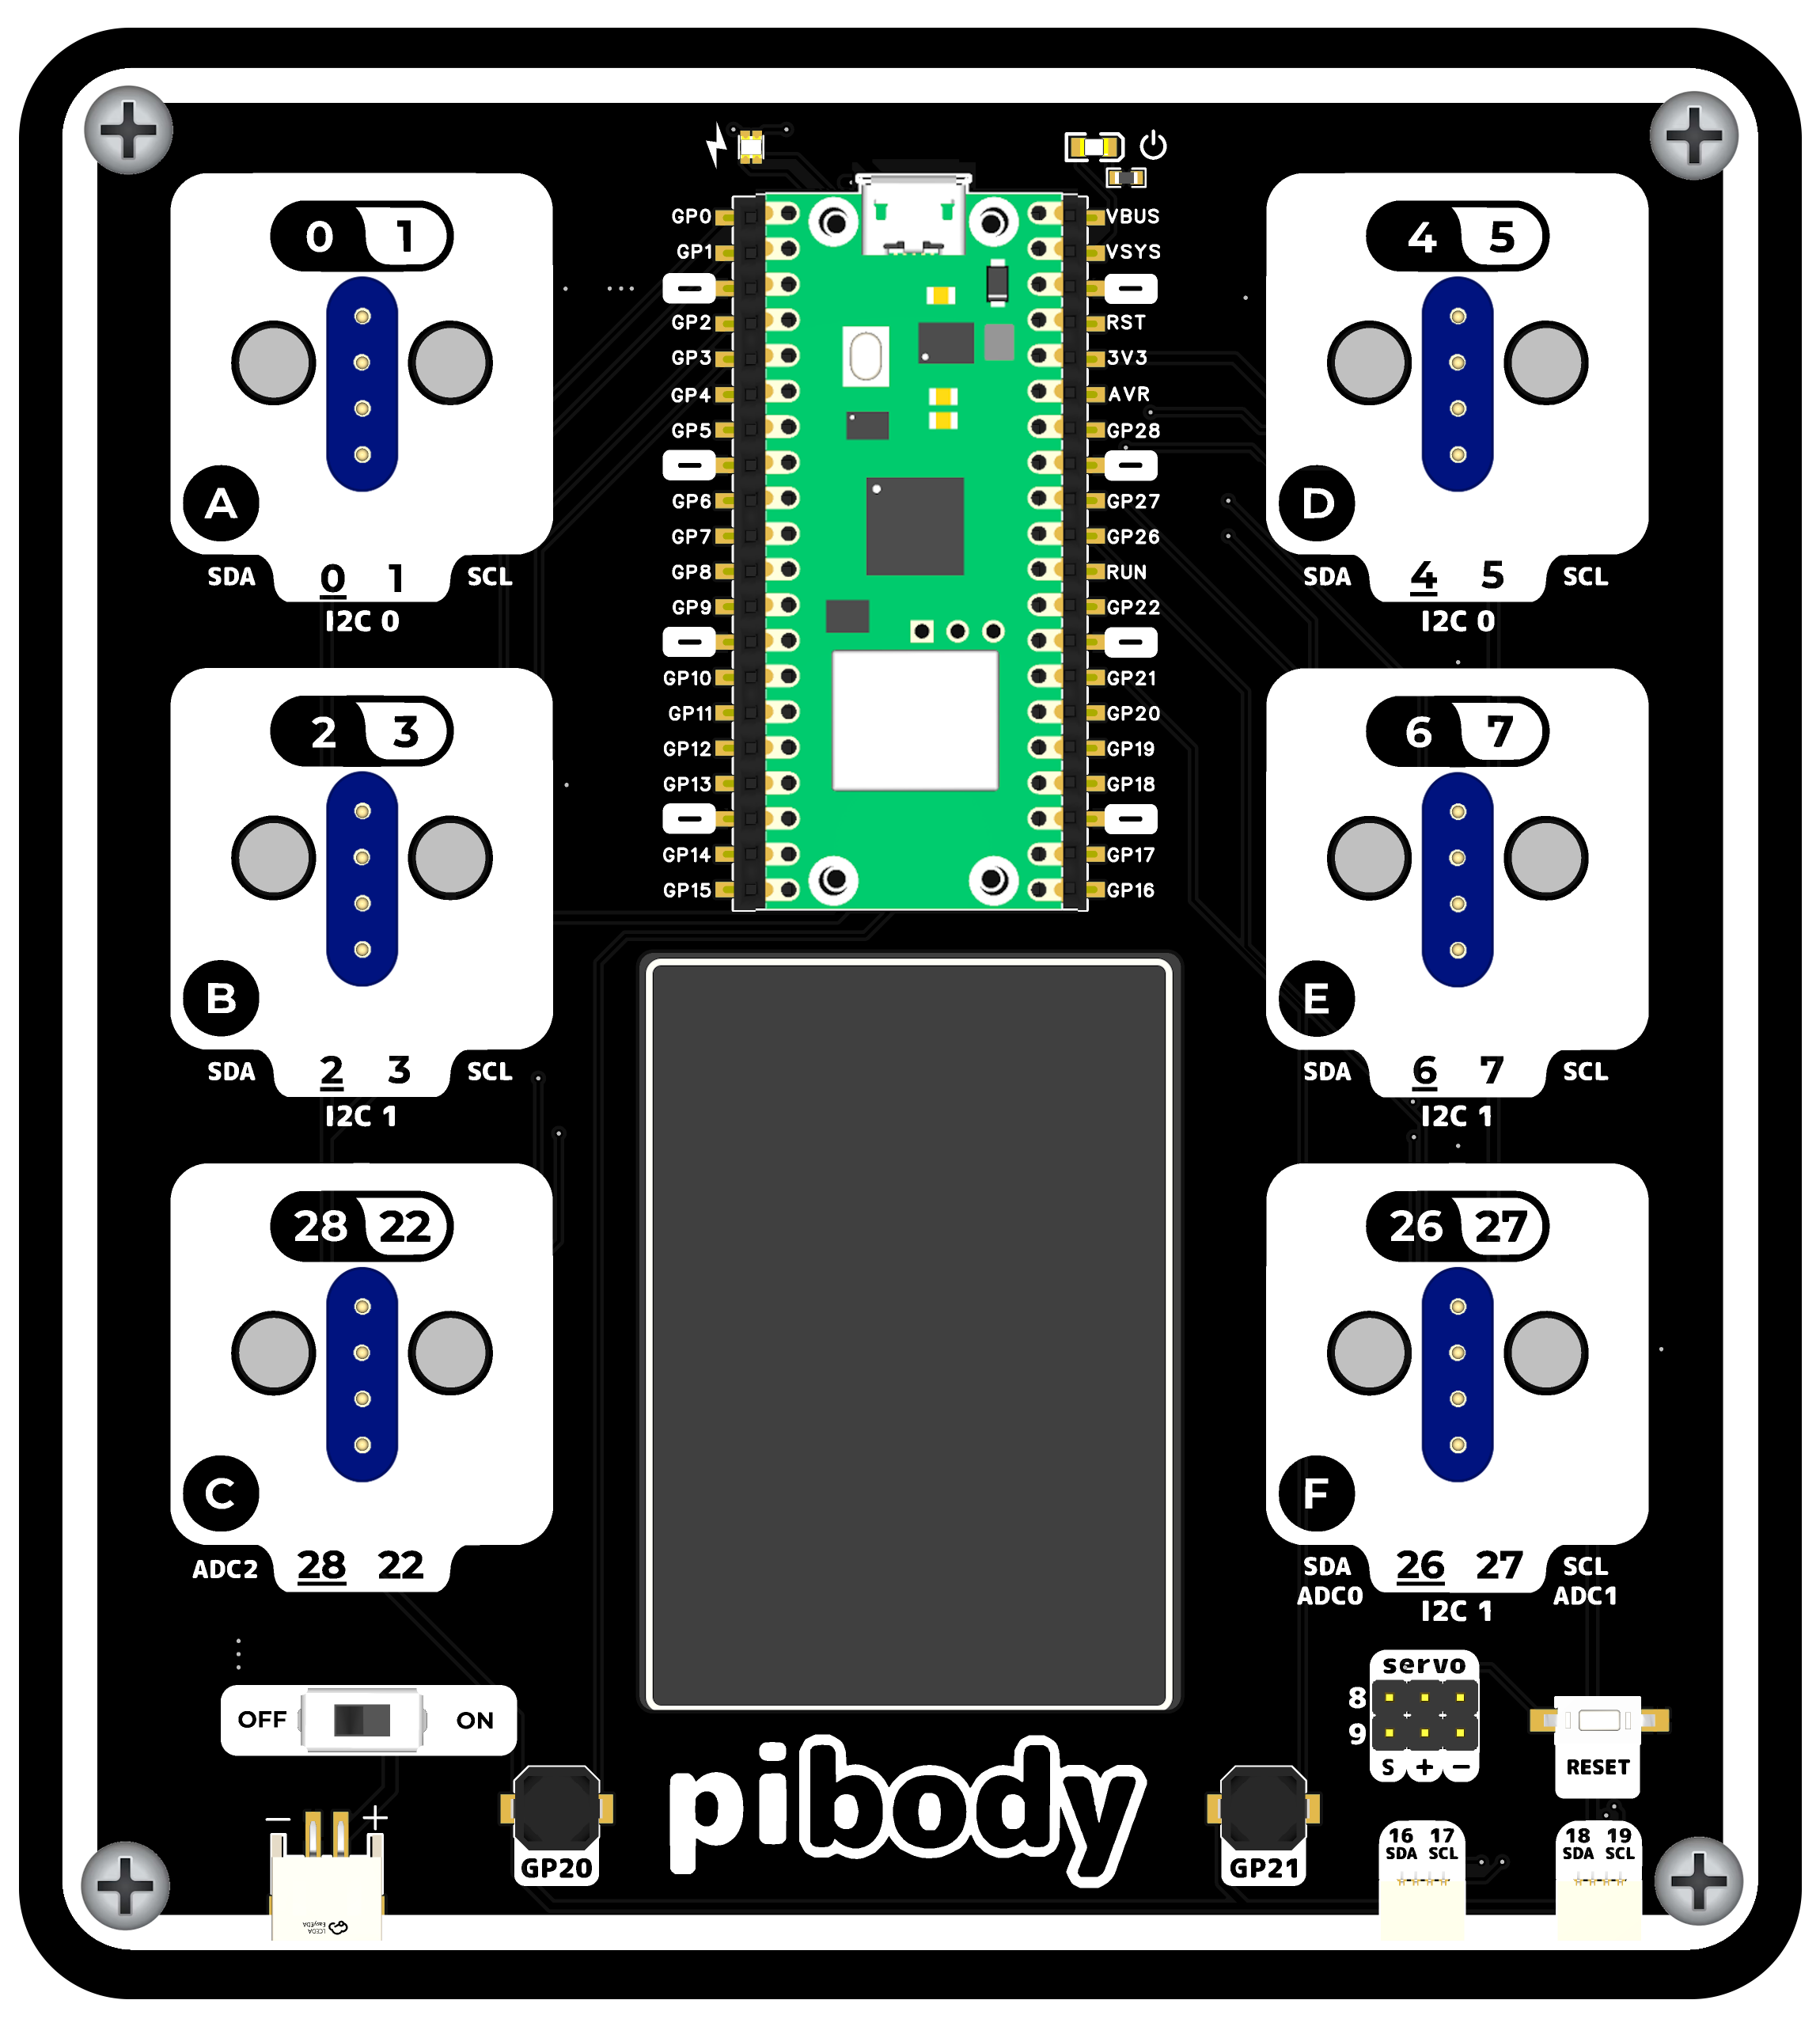 0 1
A
SDA 0 1 SCL
I2C 0
2 3
B
SDA 2 3 SCL
I2C 1
28 22
C
ADC2 28 22
OFF ON
− +
LCEDA
EasyEDA
GP20
GP0
GP1
−
GP2
GP3
GP4
GP5
−
GP6
GP7
GP8
GP9
−
GP10
GP11
GP12
GP13
−
GP14
GP15
VBUS
VSYS
−
RST
3V3
AVR
GP28
−
GP27
GP26
RUN
GP22
−
GP21
GP20
GP19
GP18
−
GP17
GP16
pibody
GP21
4 5
D
SDA 4 5 SCL
I2C 0
6 7
E
SDA 6 7 SCL
I2C 1
26 27
F
SDA 26 27 SCL
ADC0 ADC1
I2C 1
servo
8
9
S + −
RESET
16 17
SDA SCL
18 19
SDA SCL